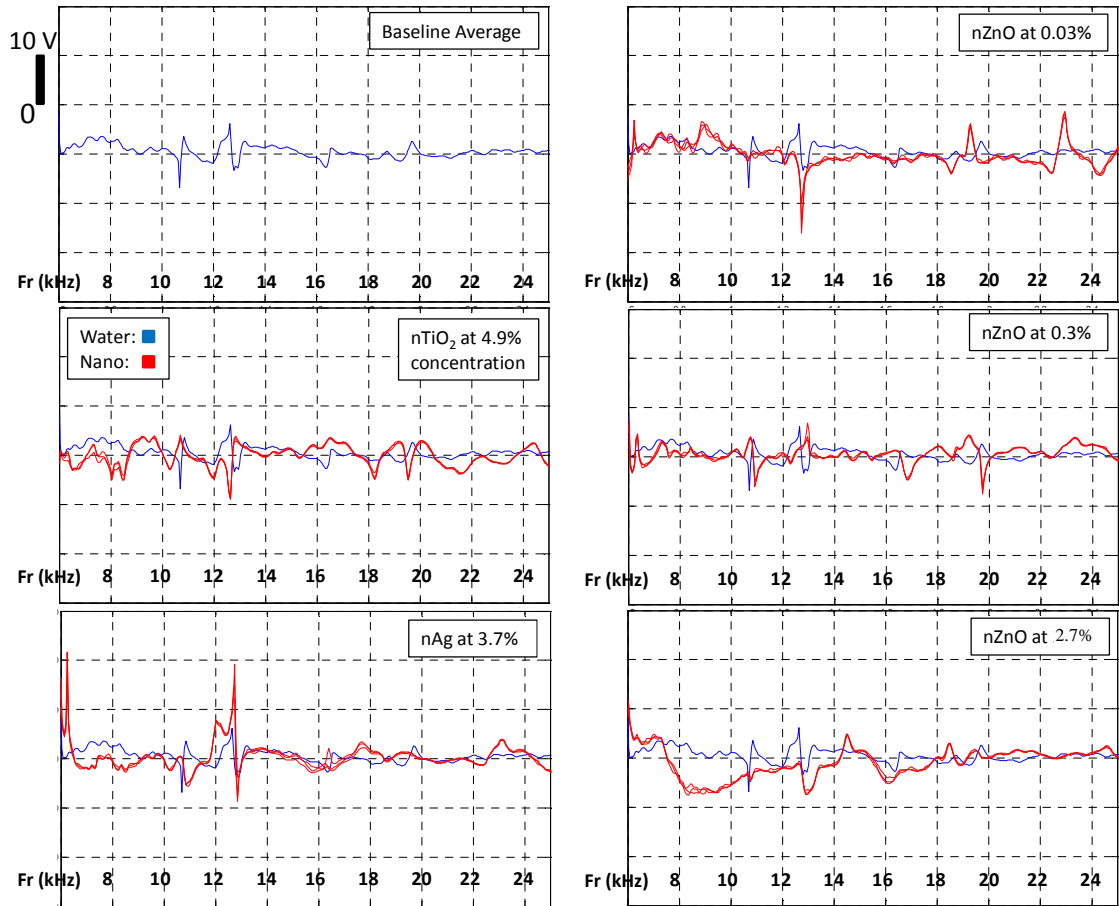 10 V
0
Baseline Average
Fr (kHz) 8 10 12 14 16 18 20 22 24
nZnO at 0.03%
8 10 12 14 16 18 20 22 24
Water:
Nano:
nTiO₂ at 4.9%
concentration
Fr (kHz) 8 10 12 14 16 18 20 22 24
nZnO at 0.3%
Fr (kHz) 8 10 12 14 16 18 20 22 24
nAg at 3.7%
Fr (kHz) 8 10 12 14 16 18 20 22 24
nZnO at 2.7%
Fr (kHz) 8 10 12 14 16 18 20 22 24